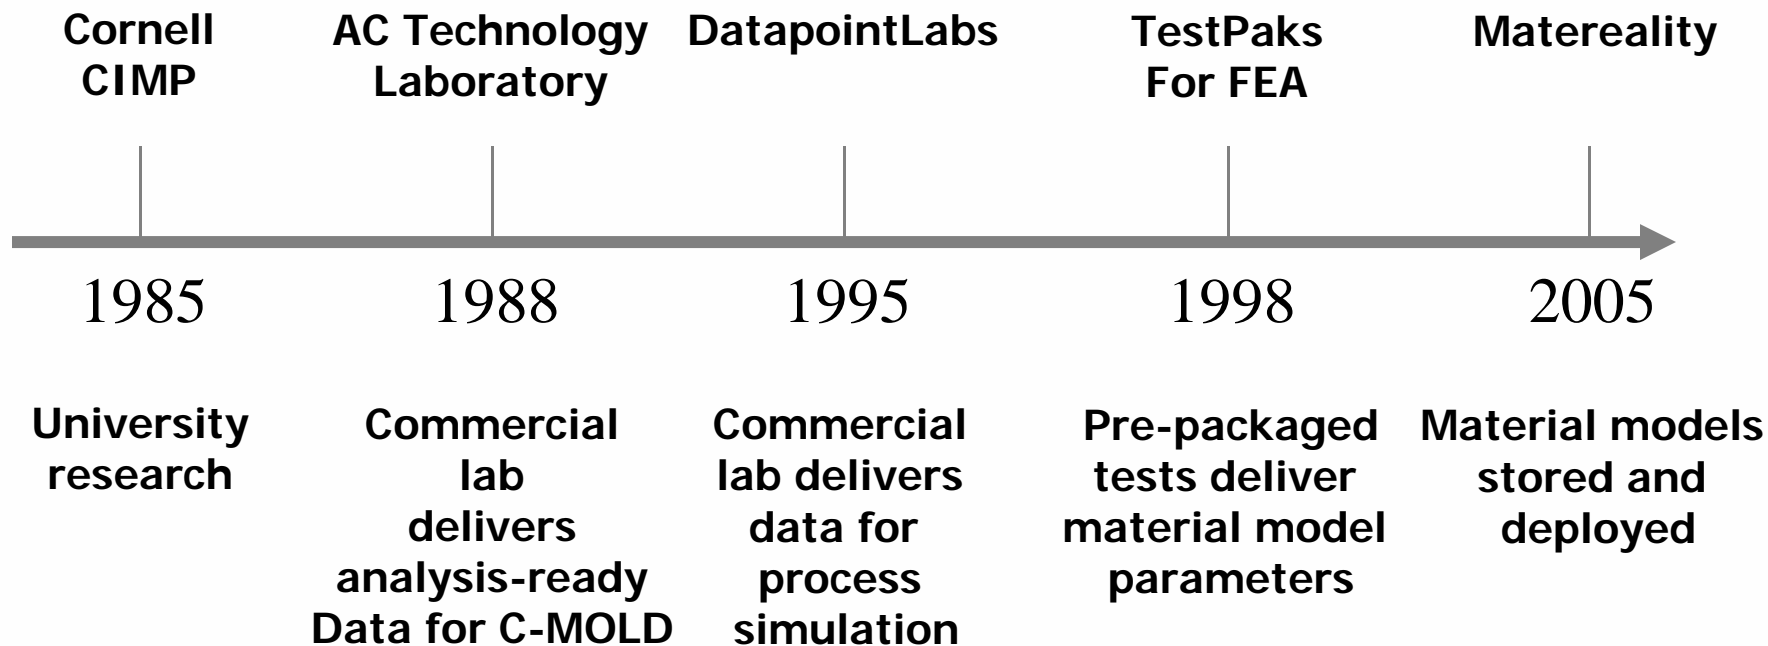 Cornell
CIMP
AC Technology
Laboratory
DatapointLabs
TestPaks
For FEA
Matereality
1985
1988
1995
1998
2005
University
research
Commercial
lab
delivers
analysis-ready
Data for C-MOLD
Commercial
lab delivers
data for
process
simulation
Pre-packaged
tests deliver
material model
parameters
Material models
stored and
deployed